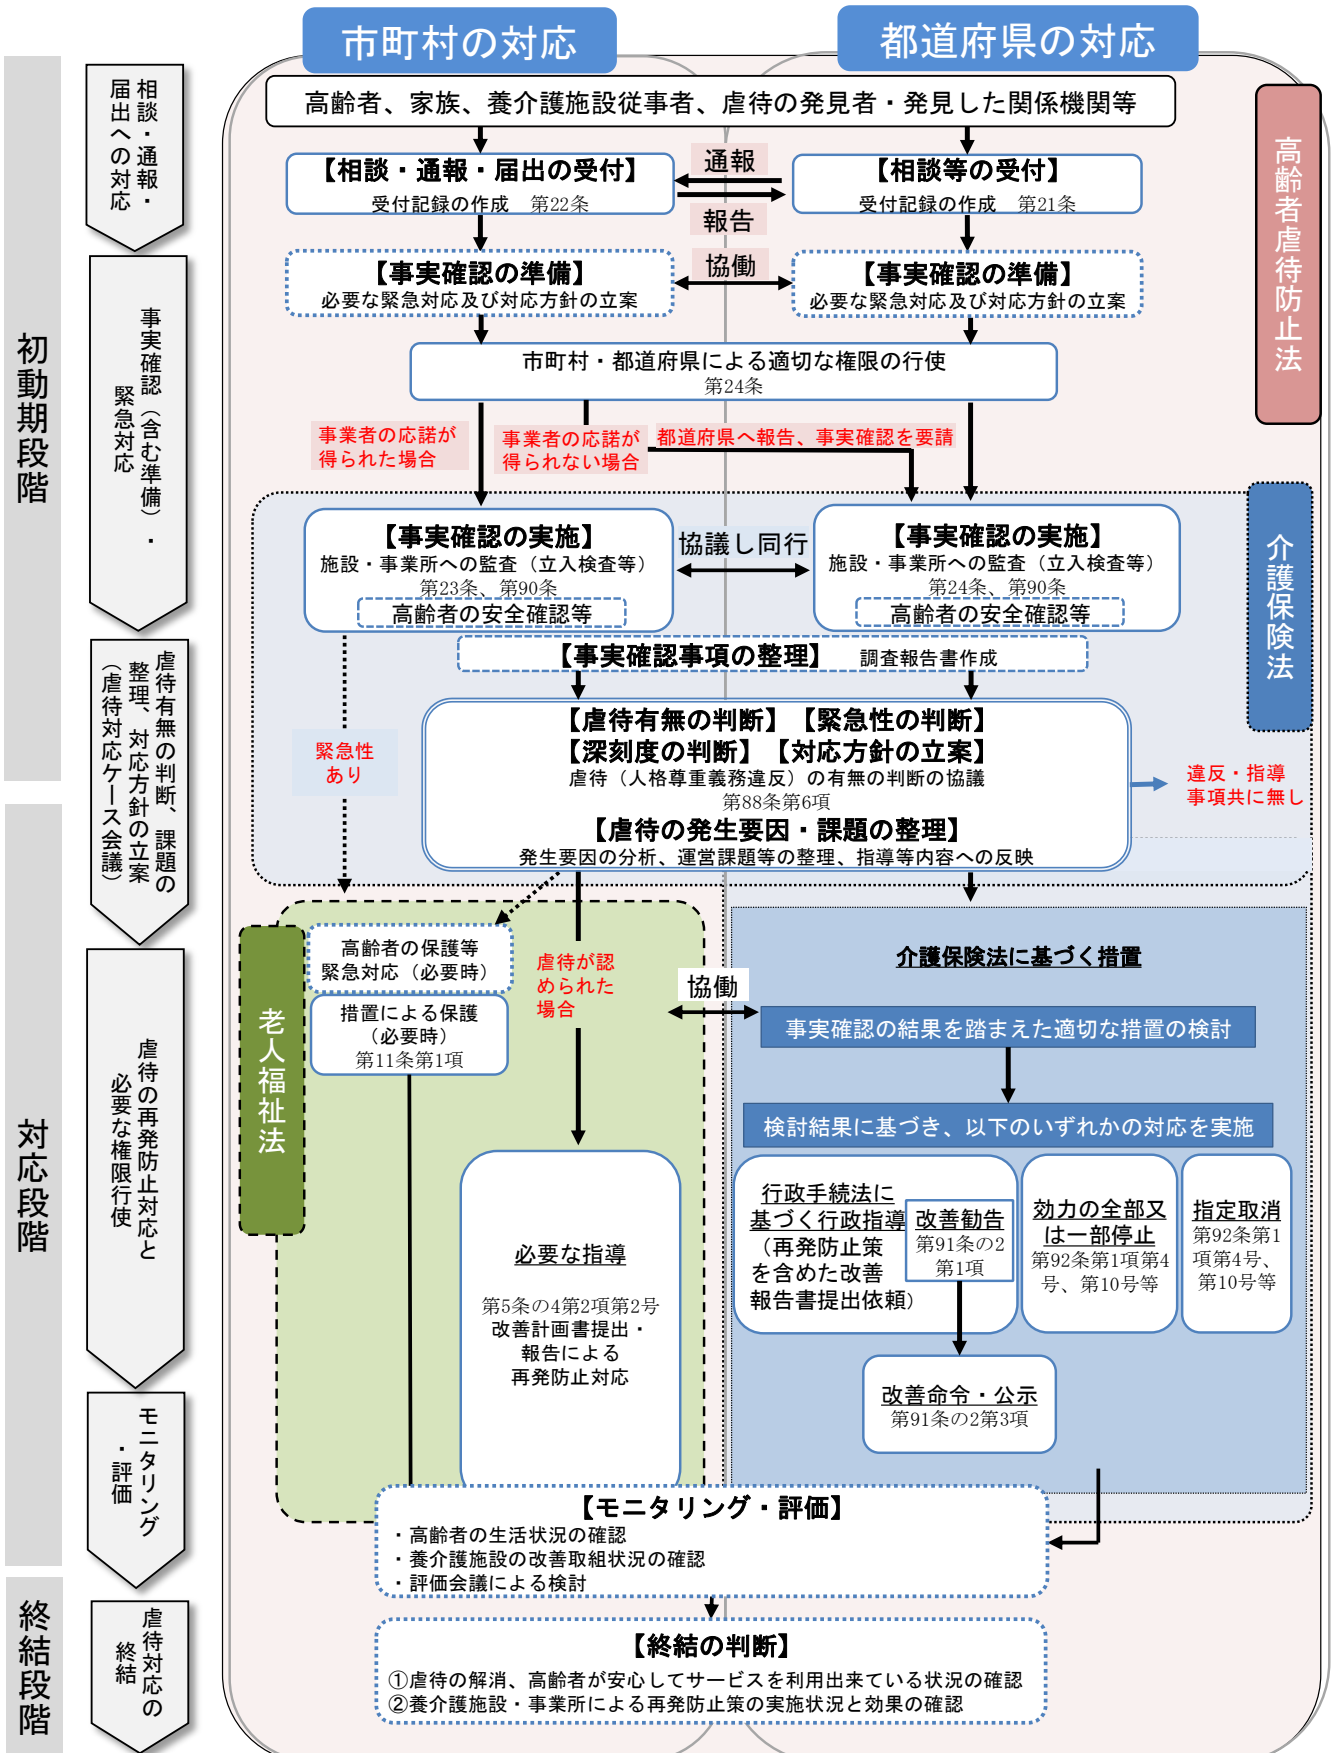 市町村の対応
都道府県の対応
初動期段階
対応段階
終結段階
相談・通報・
届出への対応
事実確認（含む準備）・
緊急対応
虐待有無の判断、課題の
整理、対応方針の立案
（虐待対応ケース会議）
虐待の再発防止対応と
必要な権限行使
モニタリング
・評価
虐待対応の
終結
高齢者虐待防止法
介護保険法
老人福祉法
高齢者、家族、養介護施設従事者、虐待の発見者・発見した関係機関等
【相談・通報・届出の受付】
受付記録の作成　第22条
通報
報告
【相談等の受付】
受付記録の作成　第21条
【事実確認の準備】
必要な緊急対応及び対応方針の立案
協働
【事実確認の準備】
必要な緊急対応及び対応方針の立案
市町村・都道府県による適切な権限の行使
第24条
事業者の応諾が
得られた場合
事業者の応諾が
得られない場合
都道府県へ報告、事実確認を要請
【事実確認の実施】
施設・事業所への監査（立入検査等）
第23条、第90条
高齢者の安全確認等
協議し同行
【事実確認の実施】
施設・事業所への監査（立入検査等）
第24条、第90条
高齢者の安全確認等
【事実確認事項の整理】　調査報告書作成
緊急性
あり
【虐待有無の判断】【緊急性の判断】
【深刻度の判断】【対応方針の立案】
虐待（人格尊重義務違反）の有無の判断の協議
第88条第6項
【虐待の発生要因・課題の整理】
発生要因の分析、運営課題等の整理、指導等内容への反映
違反・指導
事項共に無し
高齢者の保護等
緊急対応（必要時）
措置による保護
（必要時）
第11条第1項
虐待が認
められた
場合
協働
必要な指導
第5条の4第2項第2号
改善計画書提出・
報告による
再発防止対応
介護保険法に基づく措置
事実確認の結果を踏まえた適切な措置の検討
検討結果に基づき、以下のいずれかの対応を実施
行政手続法に
基づく行政指導
（再発防止策
を含めた改善
報告書提出依頼）
改善勧告
第91条の2
第1項
効力の全部又
は一部停止
第92条第1項第4
号、第10号等
指定取消
第92条第1
項第4号、
第10号等
改善命令・公示
第91条の2第3項
【モニタリング・評価】
・高齢者の生活状況の確認
・養介護施設の改善取組状況の確認
・評価会議による検討
【終結の判断】
①虐待の解消、高齢者が安心してサービスを利用出来ている状況の確認
②養介護施設・事業所による再発防止策の実施状況と効果の確認